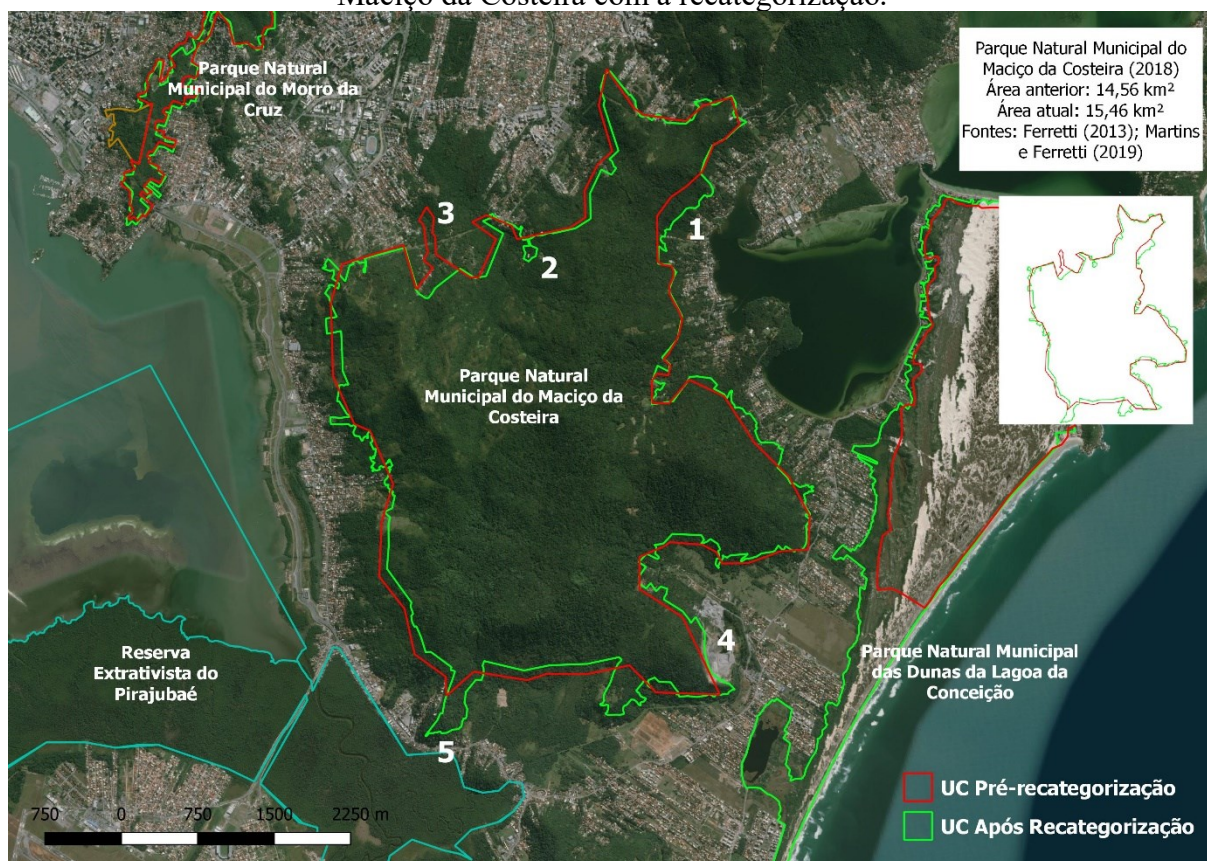 Maciço da Costeira com a recategorização.
Parque Natural
Municipal do Morro da
Cruz
Parque Natural Municipal do
Maciço da Costeira (2018)
Área anterior: 14,56 km²
Área atual: 15,46 km²
Fontes: Ferretti (2013); Martins
e Ferretti (2019)
3
1
2
Parque Natural
Municipal do Maciço da
Costeira
4
Reserva
Extrativista do
Pirajubaé
Parque Natural Municipal
das Dunas da Lagoa da
Conceição
5
UC Pré-recategorização
UC Após Recategorização
750 0 750 1500 2250 m